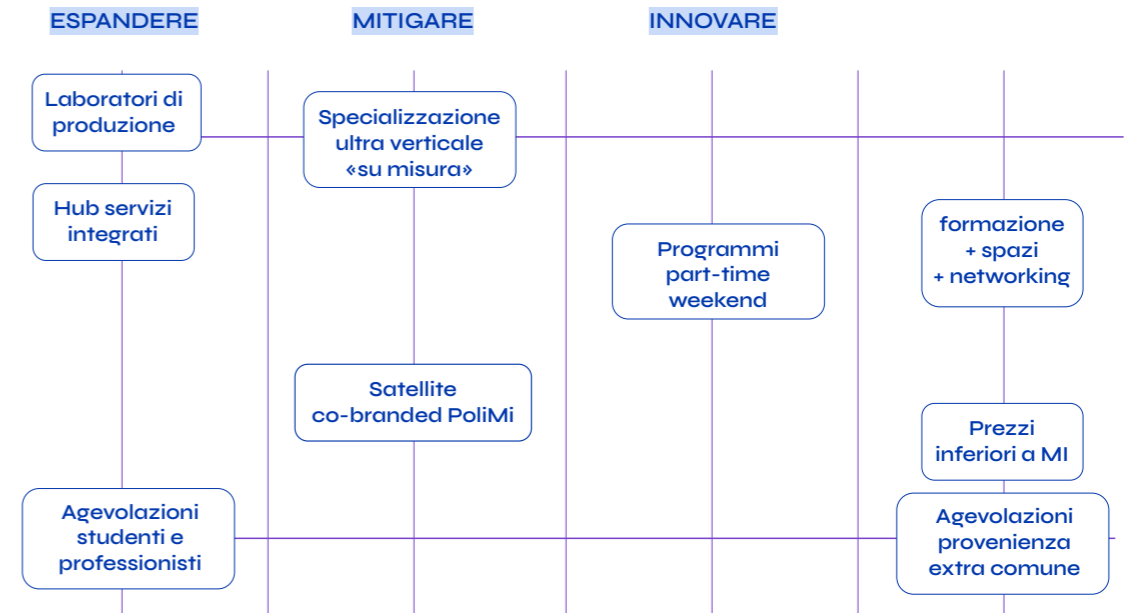 ESPANDERE
MITIGARE
INNOVARE
Laboratori di
produzione
Specializzazione
ultra verticale
«su misura»
Hub servizi
integrati
formazione
+ spazi
+ networking
Programmi
part-time
weekend
Satellite
co-branded PoliMi
Prezzi
inferiori a MI
Agevolazioni
studenti e
professionisti
Agevolazioni
provenienza
extra comune